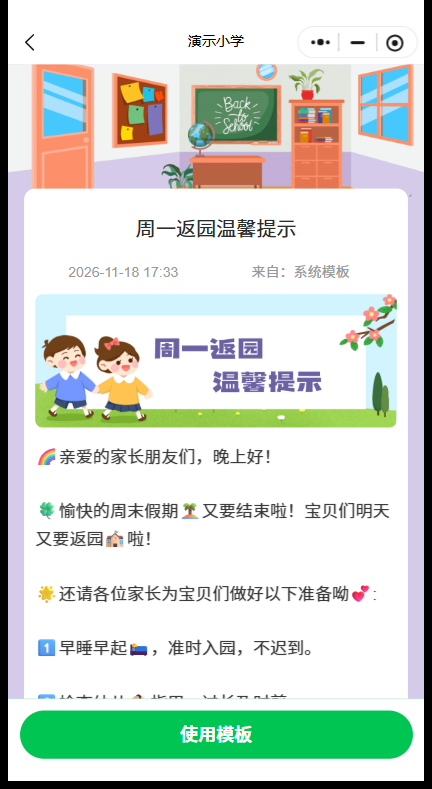 演示小学
Back
to
School
周一返园温馨提示
2026-11-18 17:33
来自：系统模板
周一返园
温馨提示
🌈亲爱的家长朋友们，晚上好！
🍀愉快的周末假期🏝️又要结束啦！宝贝们明天
又要返园🏫啦！
🌟还请各位家长为宝贝们做好以下准备呦💕:
1️⃣早睡早起🛌，准时入园，不迟到。
使用模板